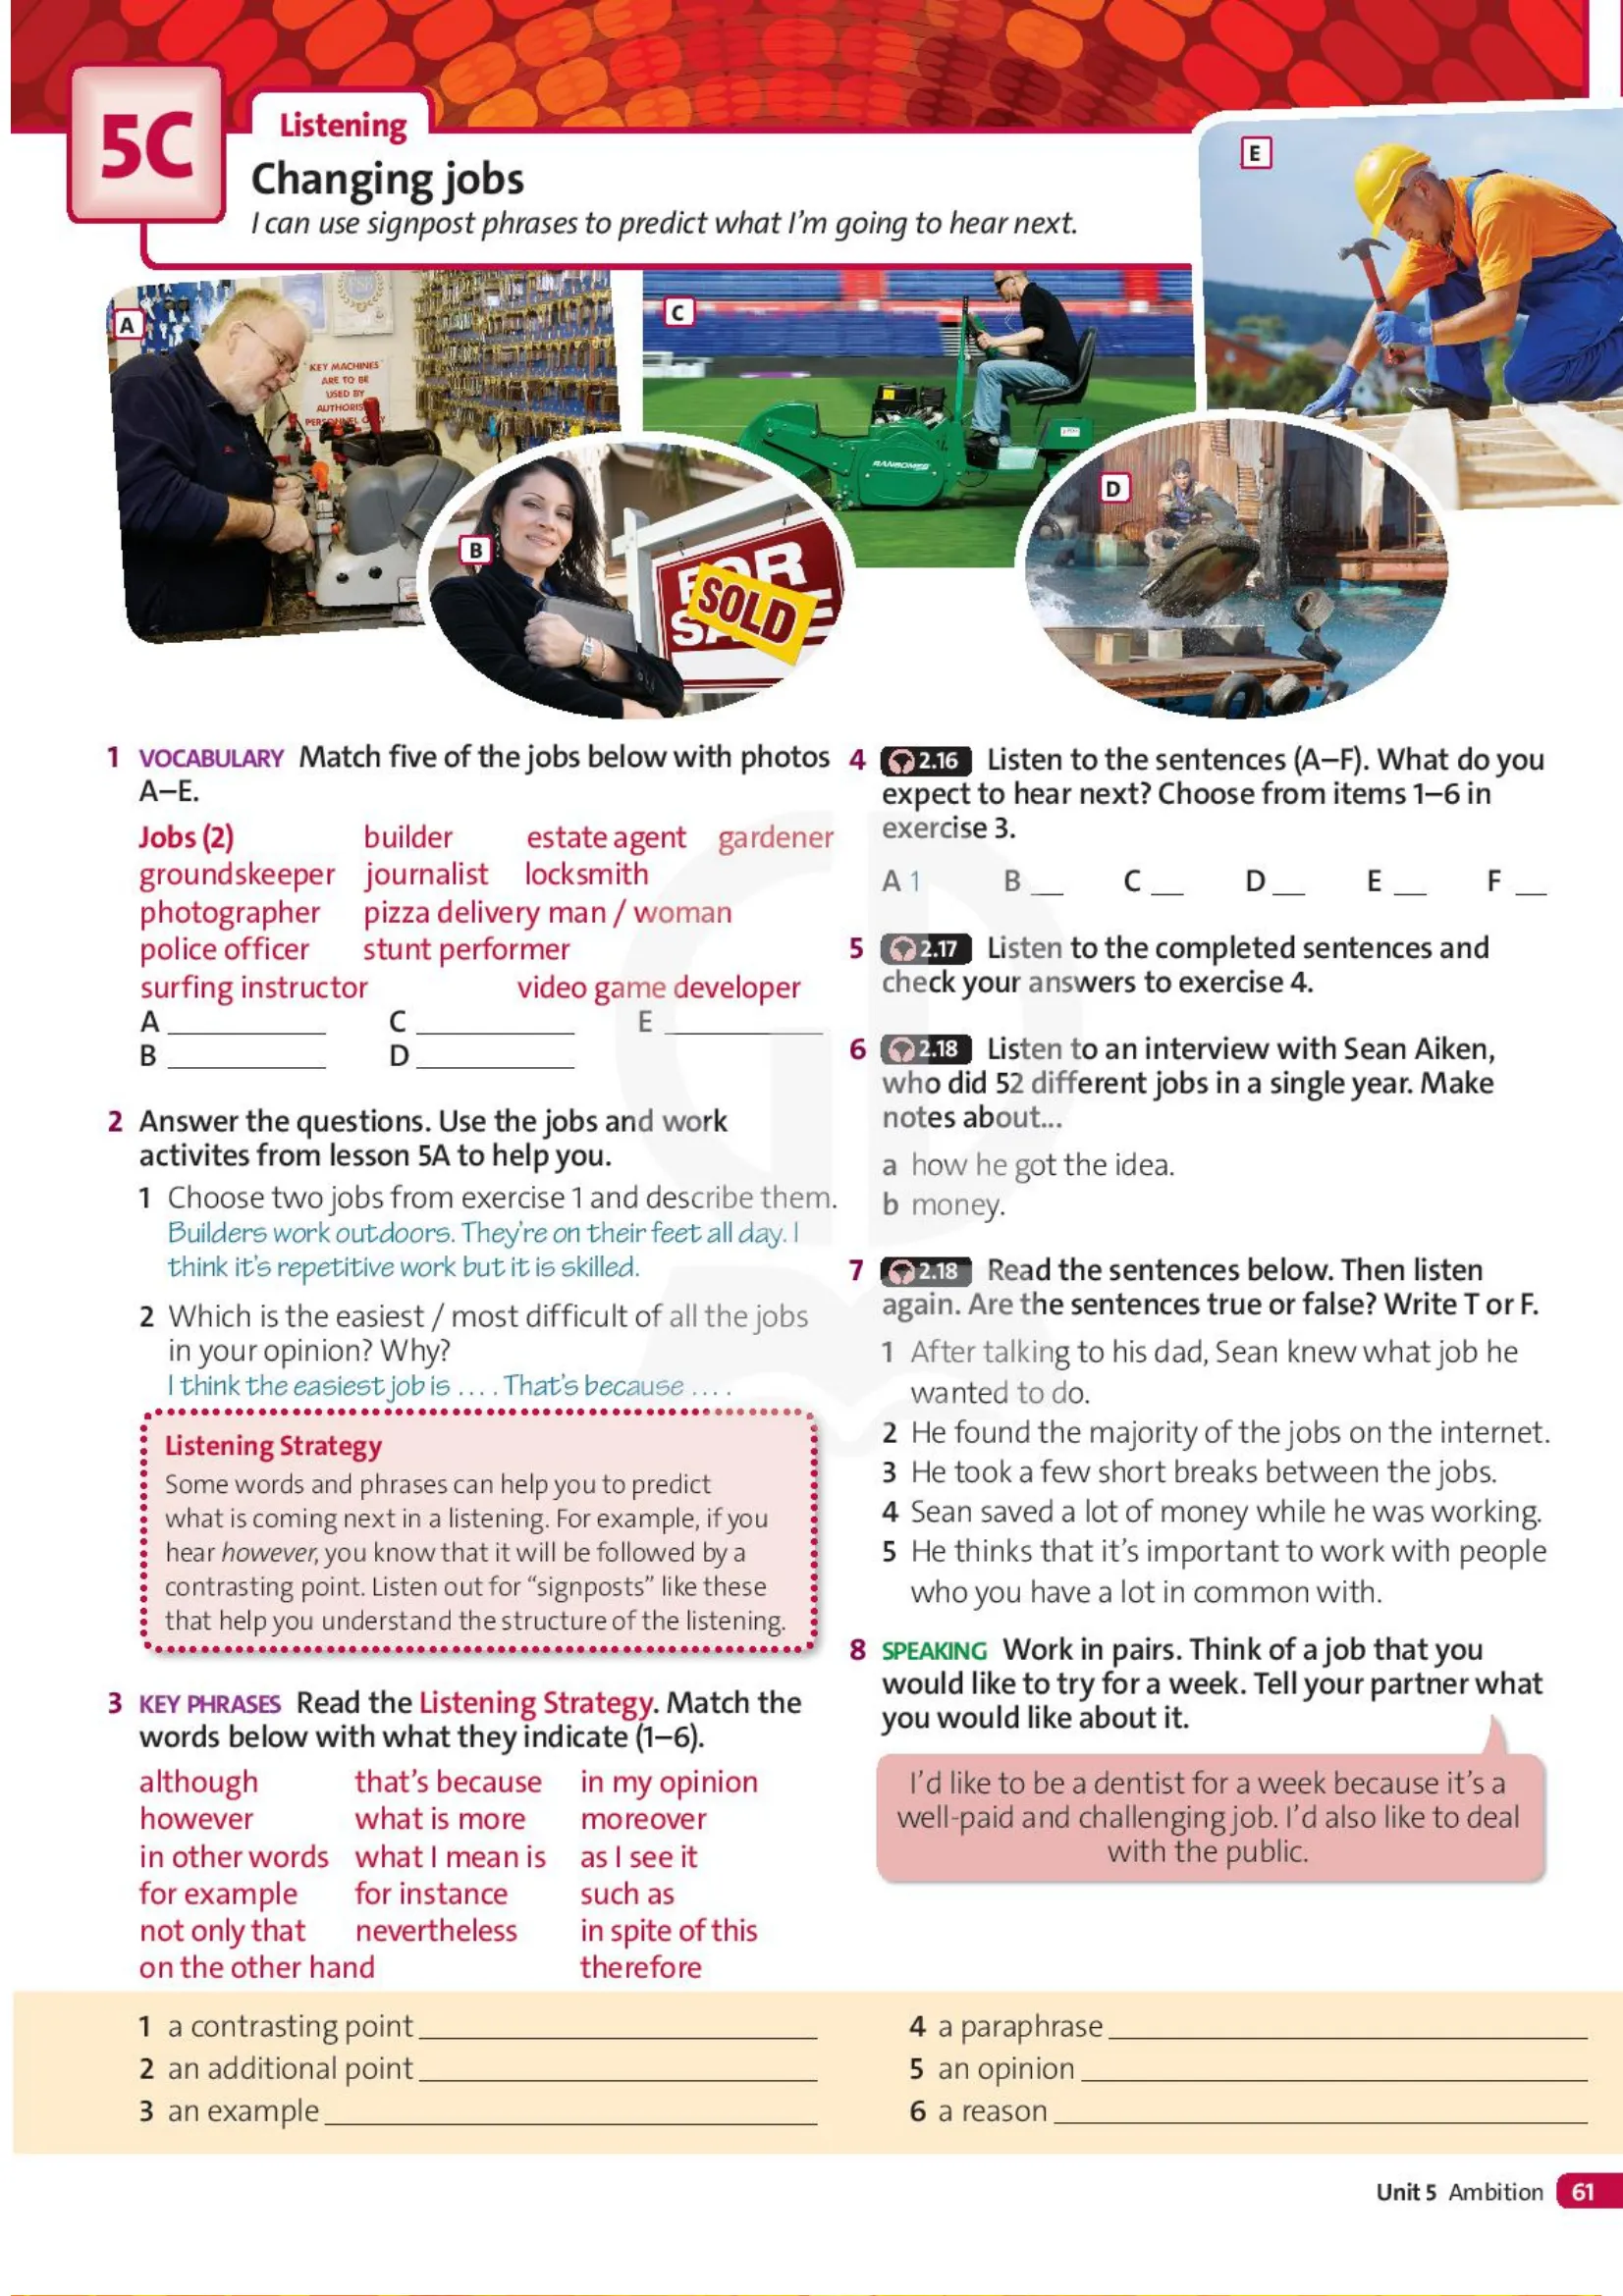 5C
Listening
Changing jobs
I can use signpost phrases to predict what I'm going to hear next.
A
KEY MACHINES
ARE TO BE
USED BY
B
FOR
SOLD
C
RANSOMES
D
E
1 VOCABULARY Match five of the jobs below with photos
A–E.
Jobs (2) builder estate agent gardener
groundskeeper journalist locksmith
photographer pizza delivery man / woman
police officer stunt performer
surfing instructor video game developer
A ____ C ____ E ____
B ____ D ____
2 Answer the questions. Use the jobs and work
activites from lesson 5A to help you.
1 Choose two jobs from exercise 1 and describe them.
Builders work outdoors. They're on their feet all day. I
think it's repetitive work but it is skilled.
2 Which is the easiest / most difficult of all the jobs
in your opinion? Why?
I think the easiest job is .... That's because ....
Listening Strategy
Some words and phrases can help you to predict
what is coming next in a listening. For example, if you
hear however, you know that it will be followed by a
contrasting point. Listen out for “signposts” like these
that help you understand the structure of the listening.
3 KEY PHRASES Read the Listening Strategy. Match the
words below with what they indicate (1–6).
although that's because in my opinion
however what is more moreover
in other words what I mean is as I see it
for example for instance such as
not only that nevertheless in spite of this
on the other hand therefore
4 2.16 Listen to the sentences (A–F). What do you
expect to hear next? Choose from items 1–6 in
exercise 3.
A 1 B __ C __ D __ E __ F __
5 2.17 Listen to the completed sentences and
check your answers to exercise 4.
6 2.18 Listen to an interview with Sean Aiken,
who did 52 different jobs in a single year. Make
notes about...
a how he got the idea.
b money.
7 2.18 Read the sentences below. Then listen
again. Are the sentences true or false? Write T or F.
1 After talking to his dad, Sean knew what job he
wanted to do.
2 He found the majority of the jobs on the internet.
3 He took a few short breaks between the jobs.
4 Sean saved a lot of money while he was working.
5 He thinks that it's important to work with people
who you have a lot in common with.
8 SPEAKING Work in pairs. Think of a job that you
would like to try for a week. Tell your partner what
you would like about it.
I'd like to be a dentist for a week because it's a
well-paid and challenging job. I'd also like to deal
with the public.
1 a contrasting point ____
2 an additional point ____
3 an example ____
4 a paraphrase ____
5 an opinion ____
6 a reason ____
Unit 5 Ambition 61